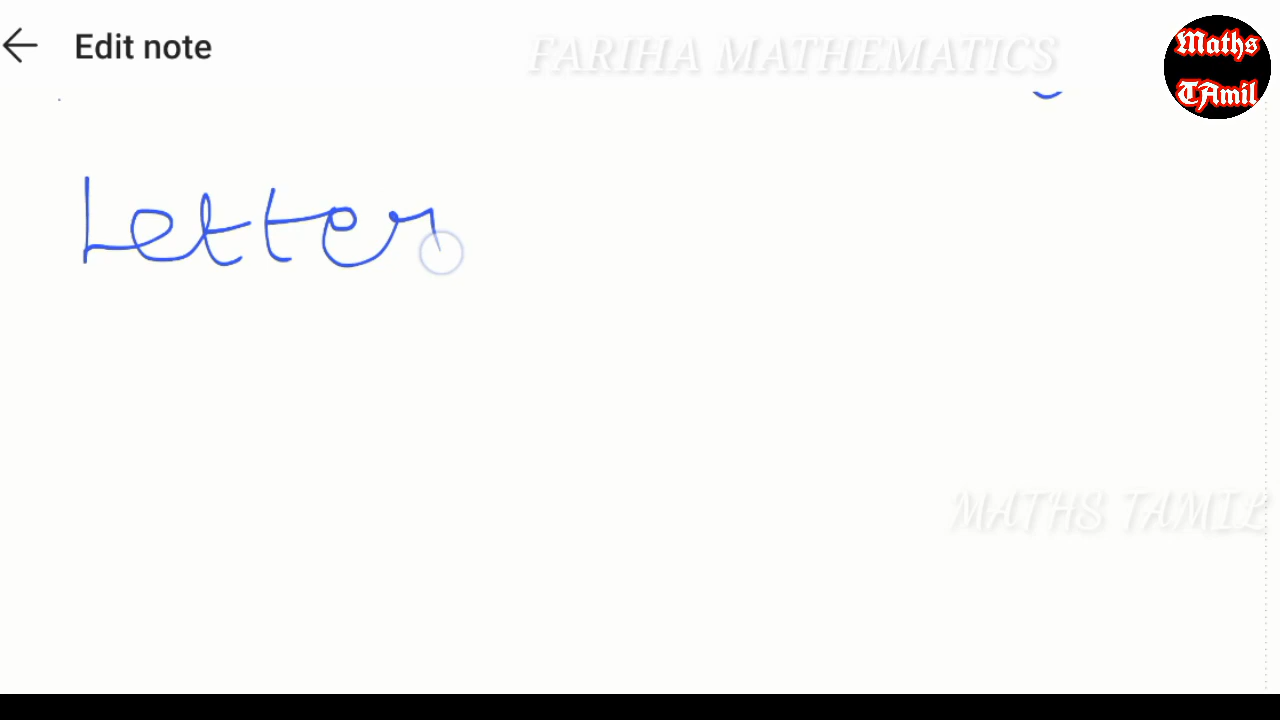 Edit note
FARIHA MATHEMATICS
Maths
TAmil
Letter
MATHS TAMIL